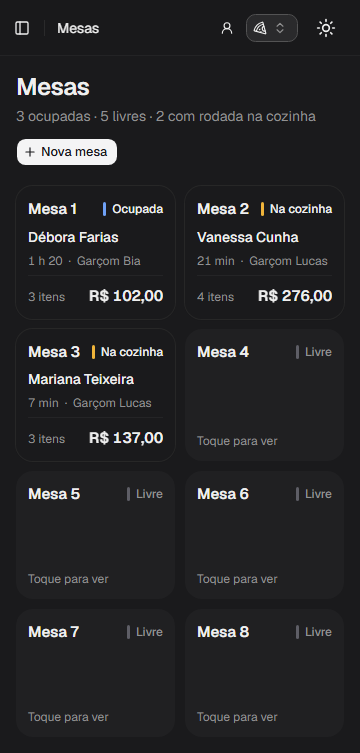 Mesas
Mesas
3 ocupadas · 5 livres · 2 com rodada na cozinha
+ Nova mesa
Mesa 1 Ocupada
Débora Farias
1 h 20 · Garçom Bia
3 itens R$ 102,00
Mesa 2 Na cozinha
Vanessa Cunha
21 min · Garçom Lucas
4 itens R$ 276,00
Mesa 3 Na cozinha
Mariana Teixeira
7 min · Garçom Lucas
3 itens R$ 137,00
Mesa 4 Livre
Toque para ver
Mesa 5 Livre
Toque para ver
Mesa 6 Livre
Toque para ver
Mesa 7 Livre
Toque para ver
Mesa 8 Livre
Toque para ver